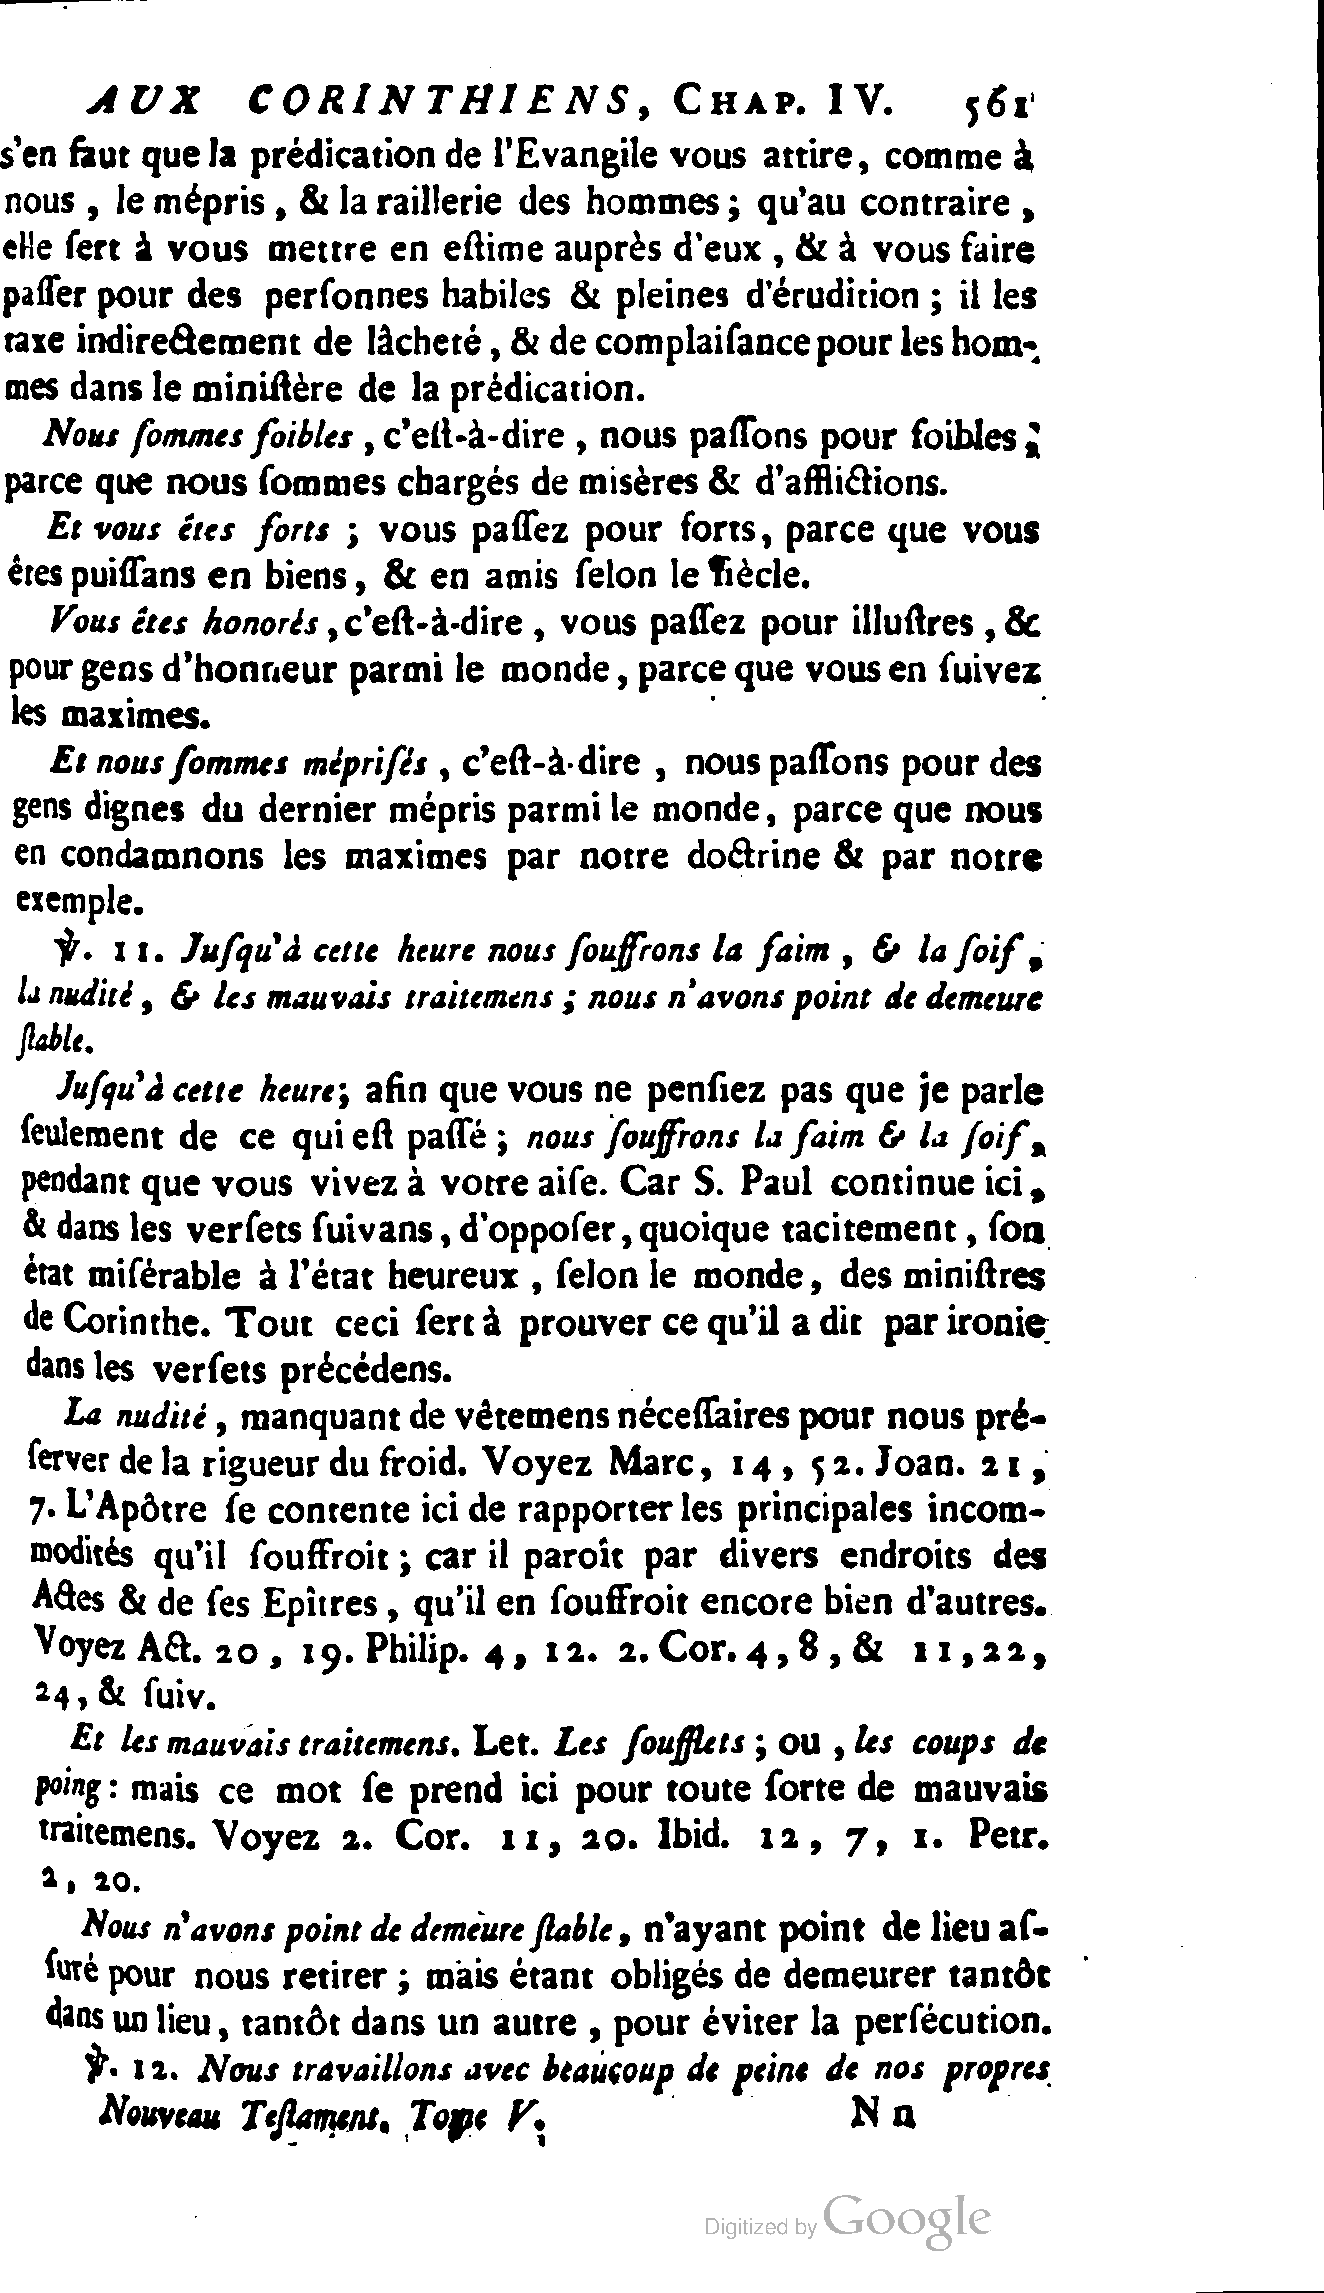 AUX CORINTHIENS, CHAP. IV. 561
s'en faut que la prédication de l'Evangile vous attire, comme à
nous, le mépris, & la raillerie des hommes; qu'au contraire,
elle ſert à vous mettre en eſtime auprès d'eux, & à vous faire
paſſer pour des perſonnes habiles & pleines d'érudition; il les
taxe indirectement de lâcheté, & de complaiſance pour les hom-
mes dans le miniſtère de la prédication.
Nous ſommes foibles, c'eſt-à-dire, nous paſſons pour foibles;
parce que nous ſommes chargés de misères & d'afflictions.
Et vous êtes forts; vous paſſez pour forts, parce que vous
êtes puiſſans en biens, & en amis ſelon le ſiècle.
Vous êtes honorés, c'eſt-à-dire, vous paſſez pour illuſtres, &
pour gens d'honneur parmi le monde, parce que vous en ſuivez
les maximes.
Et nous ſommes mépriſés, c'eſt-à-dire, nous paſſons pour des
gens dignes du dernier mépris parmi le monde, parce que nous
en condamnons les maximes par notre doctrine & par notre
exemple.
℣. 11. Juſqu'à cette heure nous ſouffrons la faim, & la ſoif,
la nudité, & les mauvais traitemens; nous n'avons point de demeure
ſtable.
Juſqu'à cette heure; afin que vous ne penſiez pas que je parle
ſeulement de ce qui eſt paſſé; nous ſouffrons la faim & la ſoif,
pendant que vous vivez à votre aiſe. Car S. Paul continue ici,
& dans les verſets ſuivans, d'oppoſer, quoique tacitement, ſon
état miſérable à l'état heureux, ſelon le monde, des miniſtres
de Corinthe. Tout ceci ſert à prouver ce qu'il a dit par ironie
dans les verſets précédens.
La nudité, manquant de vêtemens néceſſaires pour nous pré-
ſerver de la rigueur du froid. Voyez Marc, 14, 52. Joan. 21,
7. L'Apôtre ſe contente ici de rapporter les principales incom-
modités qu'il ſouffroit; car il paroît par divers endroits des
Actes & de ſes Epîtres, qu'il en ſouffroit encore bien d'autres.
Voyez Act. 20, 19. Philip. 4, 12. 2. Cor. 4, 8, & 11, 22,
24, & ſuiv.
Et les mauvais traitemens. Let. Les ſoufflets; ou, les coups de
poing: mais ce mot ſe prend ici pour toute ſorte de mauvais
traitemens. Voyez 2. Cor. 11, 20. Ibid. 12, 7, 1. Petr.
2, 20.
Nous n'avons point de demeure ſtable, n'ayant point de lieu aſ-
ſuré pour nous retirer; mais étant obligés de demeurer tantôt
dans un lieu, tantôt dans un autre, pour éviter la perſécution.
℣. 12. Nous travaillons avec beaucoup de peine de nos propres
Nouveau Teſtament. Tome V. Nn
Digitized by Google